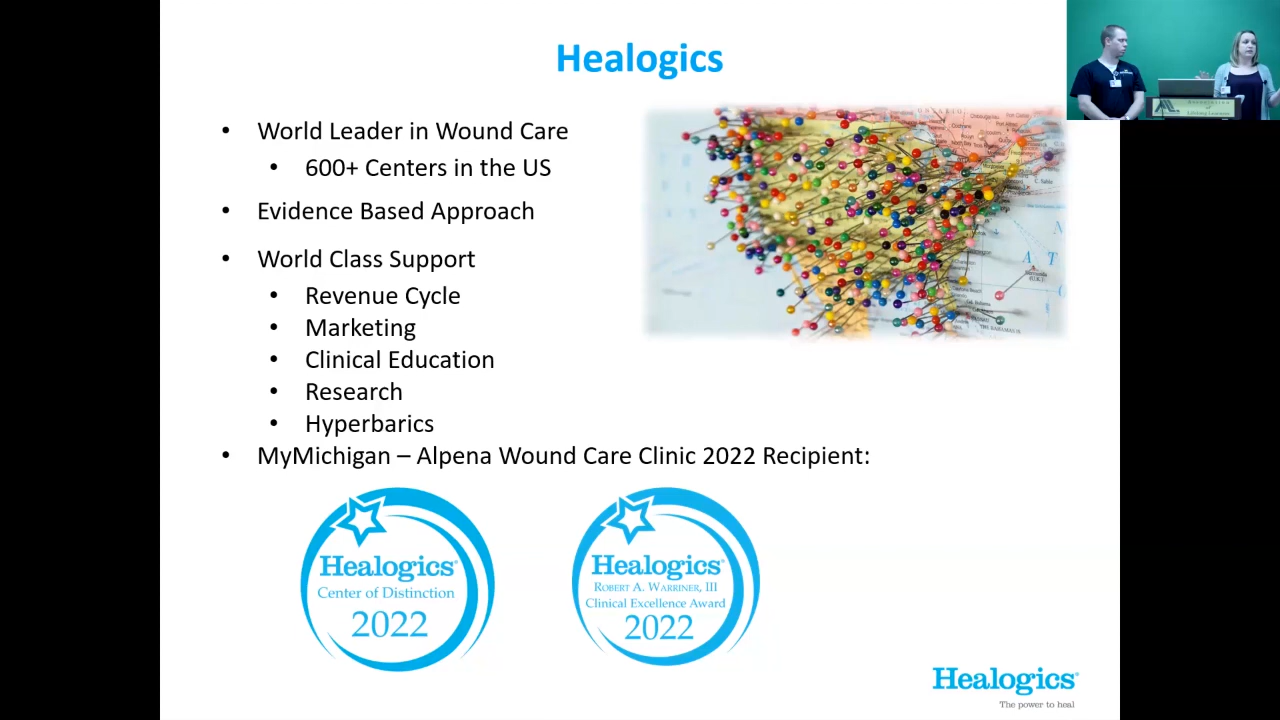 Healogics
• World Leader in Wound Care
• 600+ Centers in the US
• Evidence Based Approach
• World Class Support
• Revenue Cycle
• Marketing
• Clinical Education
• Research
• Hyperbarics
• MyMichigan – Alpena Wound Care Clinic 2022 Recipient:
Healogics®
Center of Distinction
2022
Healogics®
Robert A. Warriner, III
Clinical Excellence Award
2022
Healogics®
The power to heal